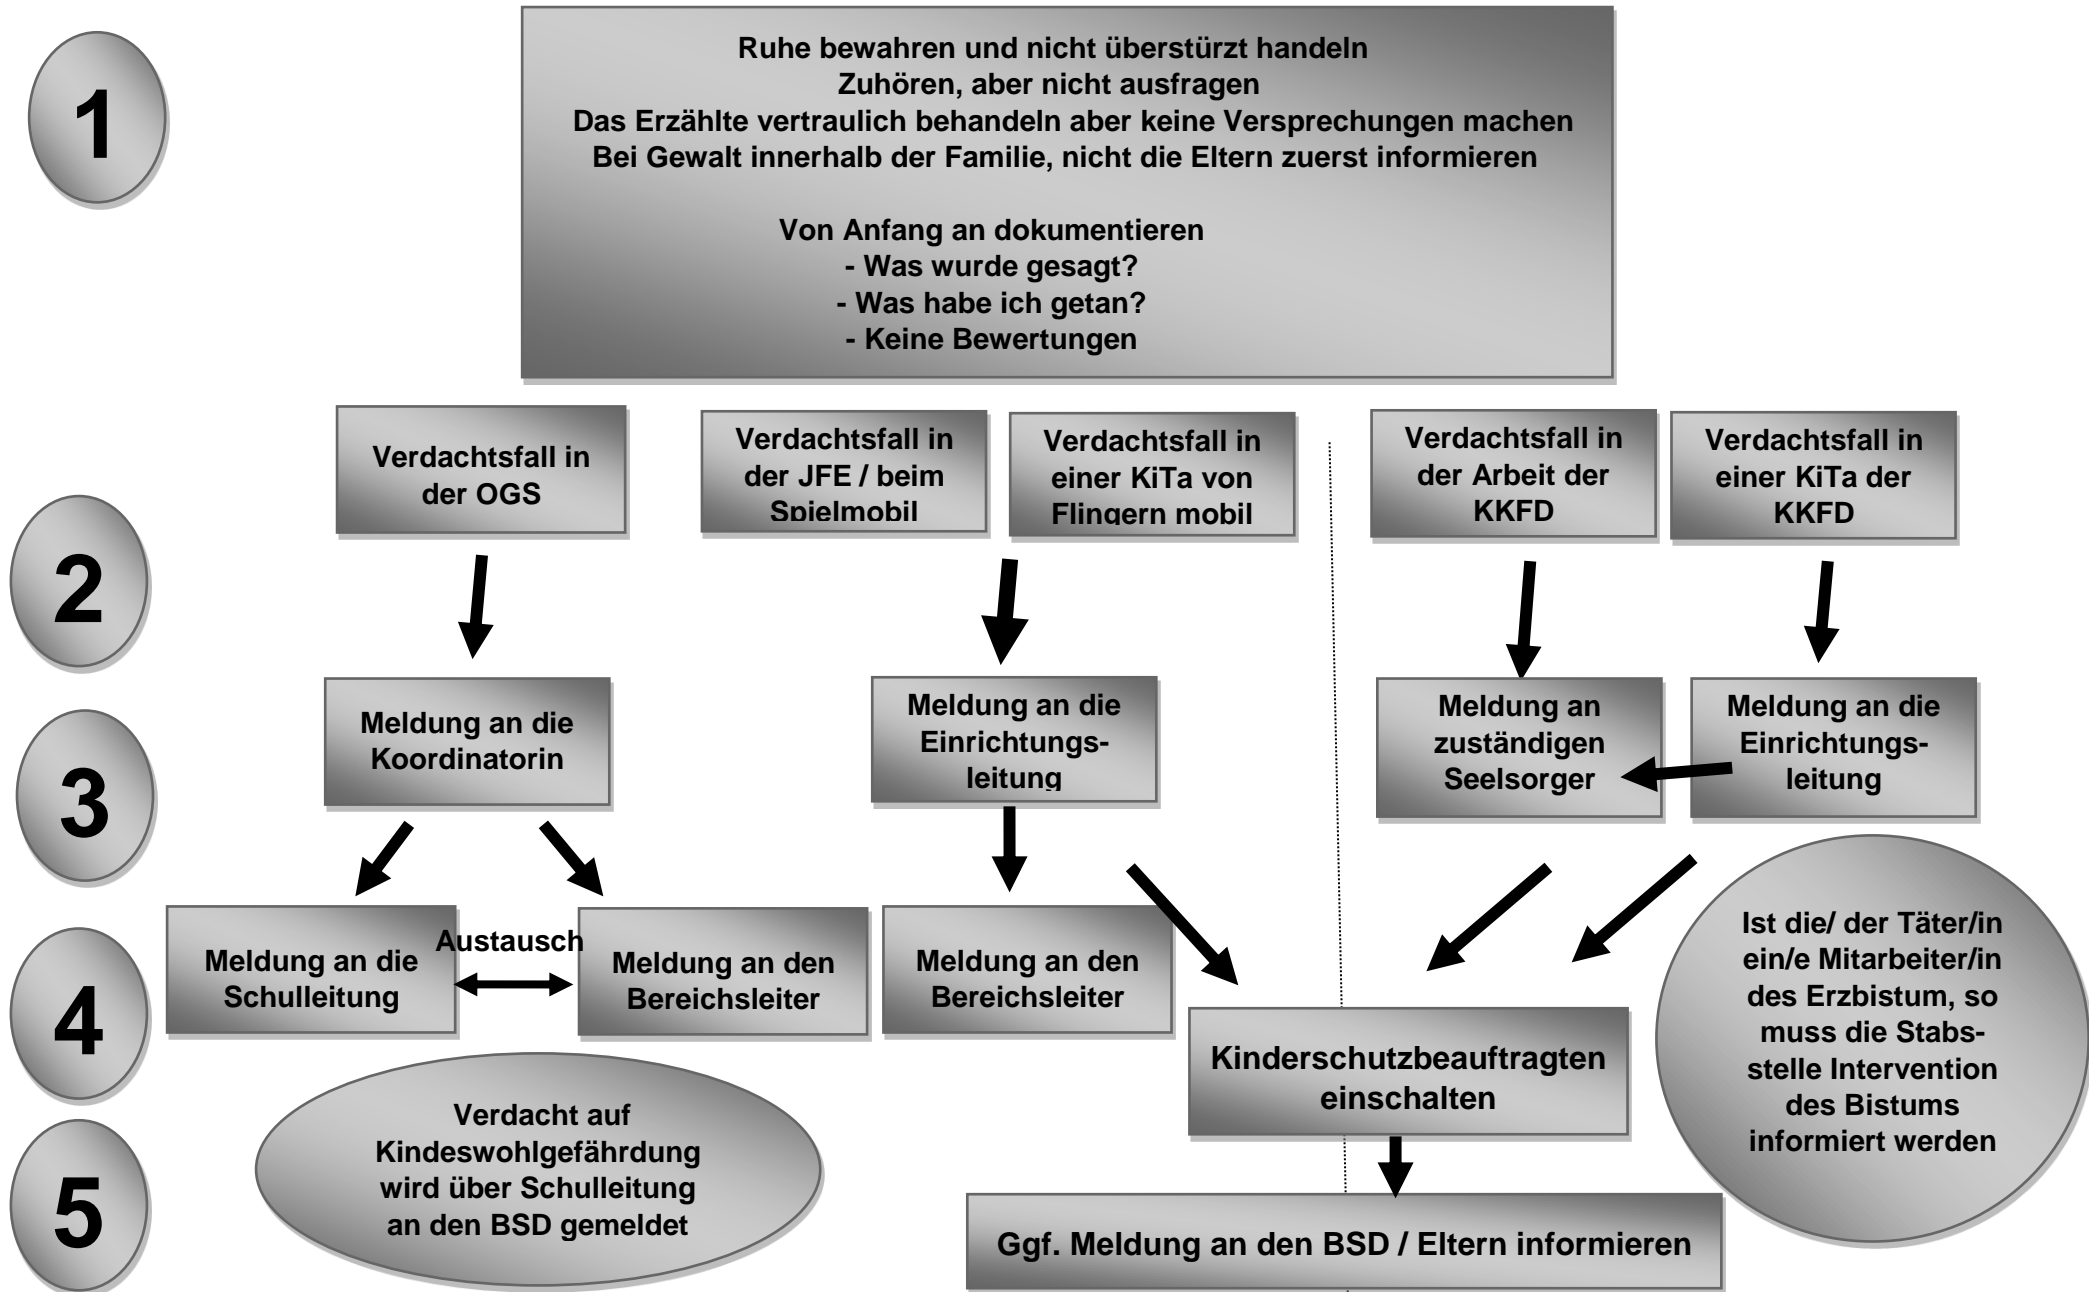 1
Ruhe bewahren und nicht überstürzt handeln
Zuhören, aber nicht ausfragen
Das Erzählte vertraulich behandeln aber keine Versprechungen machen
Bei Gewalt innerhalb der Familie, nicht die Eltern zuerst informieren
Von Anfang an dokumentieren
- Was wurde gesagt?
- Was habe ich getan?
- Keine Bewertungen
2
Verdachtsfall in
der OGS
Verdachtsfall in
der JFE / beim
Spielmobil
Verdachtsfall in
einer KiTa von
Flingern mobil
Verdachtsfall in
der Arbeit der
KKFD
Verdachtsfall in
einer KiTa der
KKFD
3
Meldung an die
Koordinatorin
Meldung an die
Einrichtungs-
leitung
Meldung an
zuständigen
Seelsorger
Meldung an die
Einrichtungs-
leitung
4
Meldung an die
Schulleitung
Austausch
Meldung an den
Bereichsleiter
Meldung an den
Bereichsleiter
Kinderschutzbeauftragten
einschalten
Ist die/ der Täter/in
ein/e Mitarbeiter/in
des Erzbistum, so
muss die Stabs-
stelle Intervention
des Bistums
informiert werden
5
Verdacht auf
Kindeswohlgefährdung
wird über Schulleitung
an den BSD gemeldet
Ggf. Meldung an den BSD / Eltern informieren